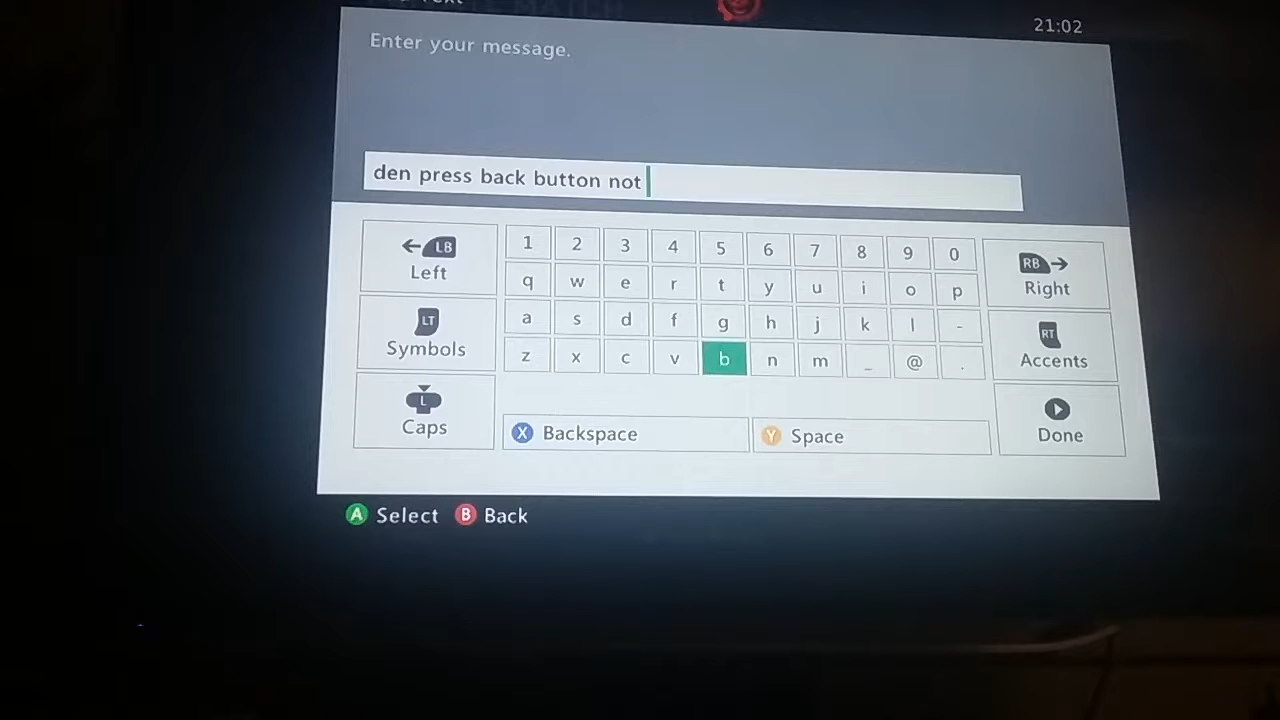 21:02
Enter your message.
den press back button not
LB
Left
1 2 3 4 5 6 7 8 9 0
RB
Right
q w e r t y u i o p
LT
Symbols
a s d f g h j k l -
RT
Accents
z x c v b n m _ @ .
L
Caps
X Backspace
Y Space
Done
A Select B Back